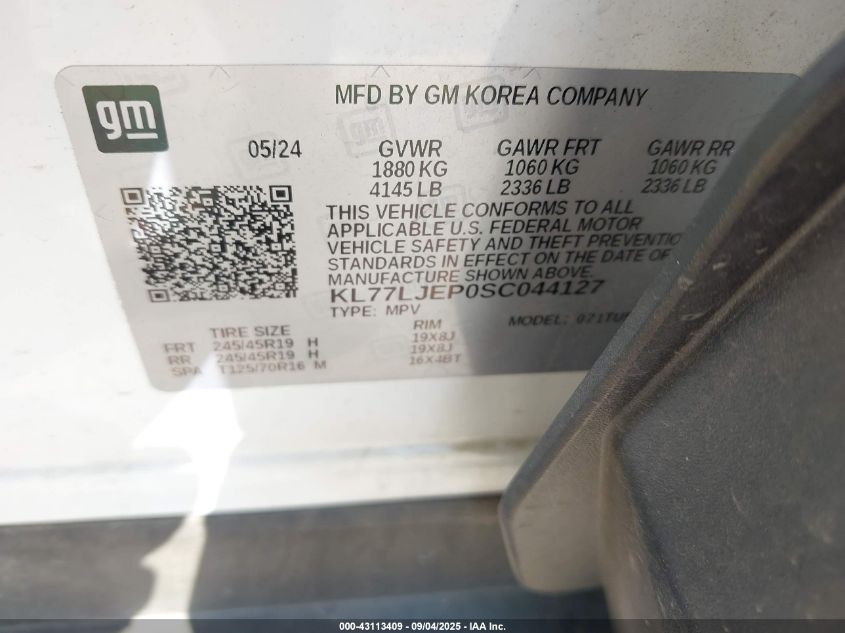 gm
MFD BY GM KOREA COMPANY
05/24 GVWR GAWR FRT GAWR RR
1880 KG 1060 KG 1060 KG
4145 LB 2336 LB 2336 LB
THIS VEHICLE CONFORMS TO ALL
APPLICABLE U.S. FEDERAL MOTOR
VEHICLE SAFETY AND THEFT PREVENTIO
STANDARDS IN EFFECT ON THE DATE OF
MANUFACTURE SHOWN ABOVE.
KL77LJEP0SC044127
TYPE: MPV MODEL:
TIRE SIZE RIM
FRT 245/45R19 H 19X8J
RR 245/45R19 H 19X8J
SPA T125/70R16 M 16X4BT
000-43113409 - 09/04/2025 - IAA Inc.